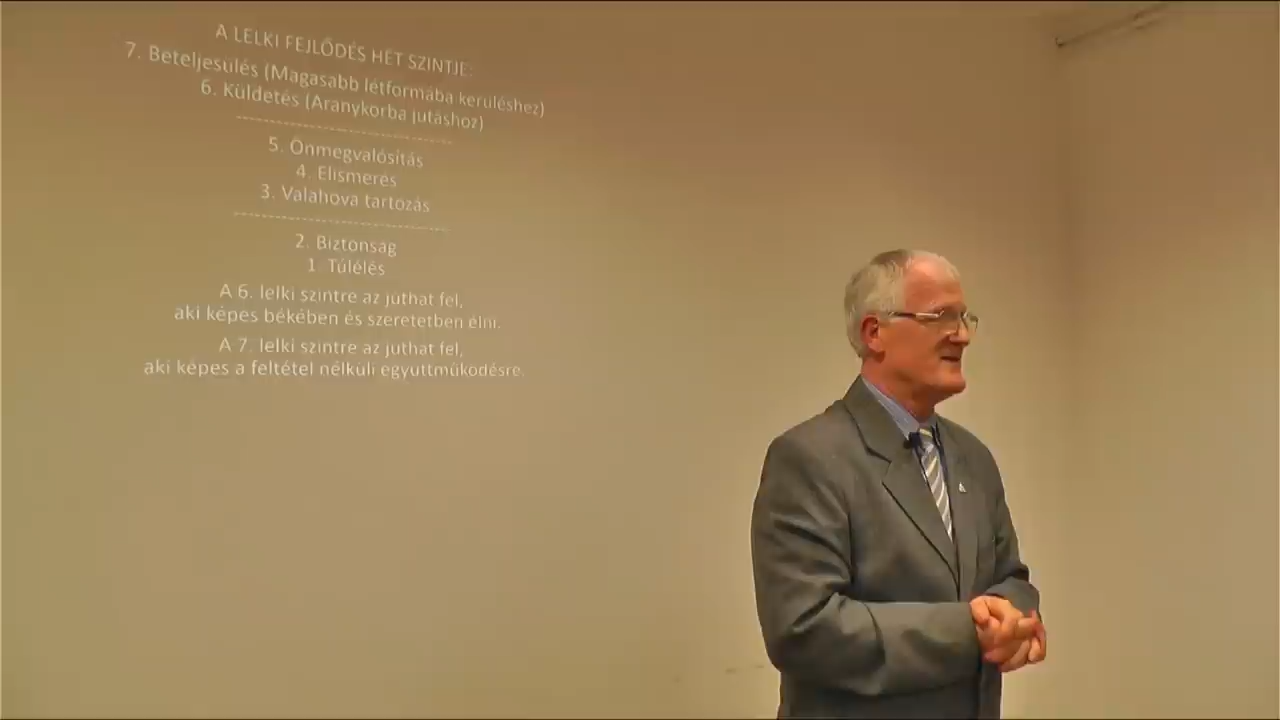 A LELKI FEJLŐDÉS HÉT SZINTJE:
7. Beteljesülés (Magasabb létformába kerüléshez)
6. Küldetés (Aranykorba jutáshoz)
5. Önmegvalósítás
4. Elismerés
3. Valahova tartozás
2. Biztonság
1. Túlélés
A 6. lelki szintre az juthat fel,
aki képes békében és szeretetben élni.
A 7. lelki szintre az juthat fel,
aki képes a feltétel nélküli együttműködésre.